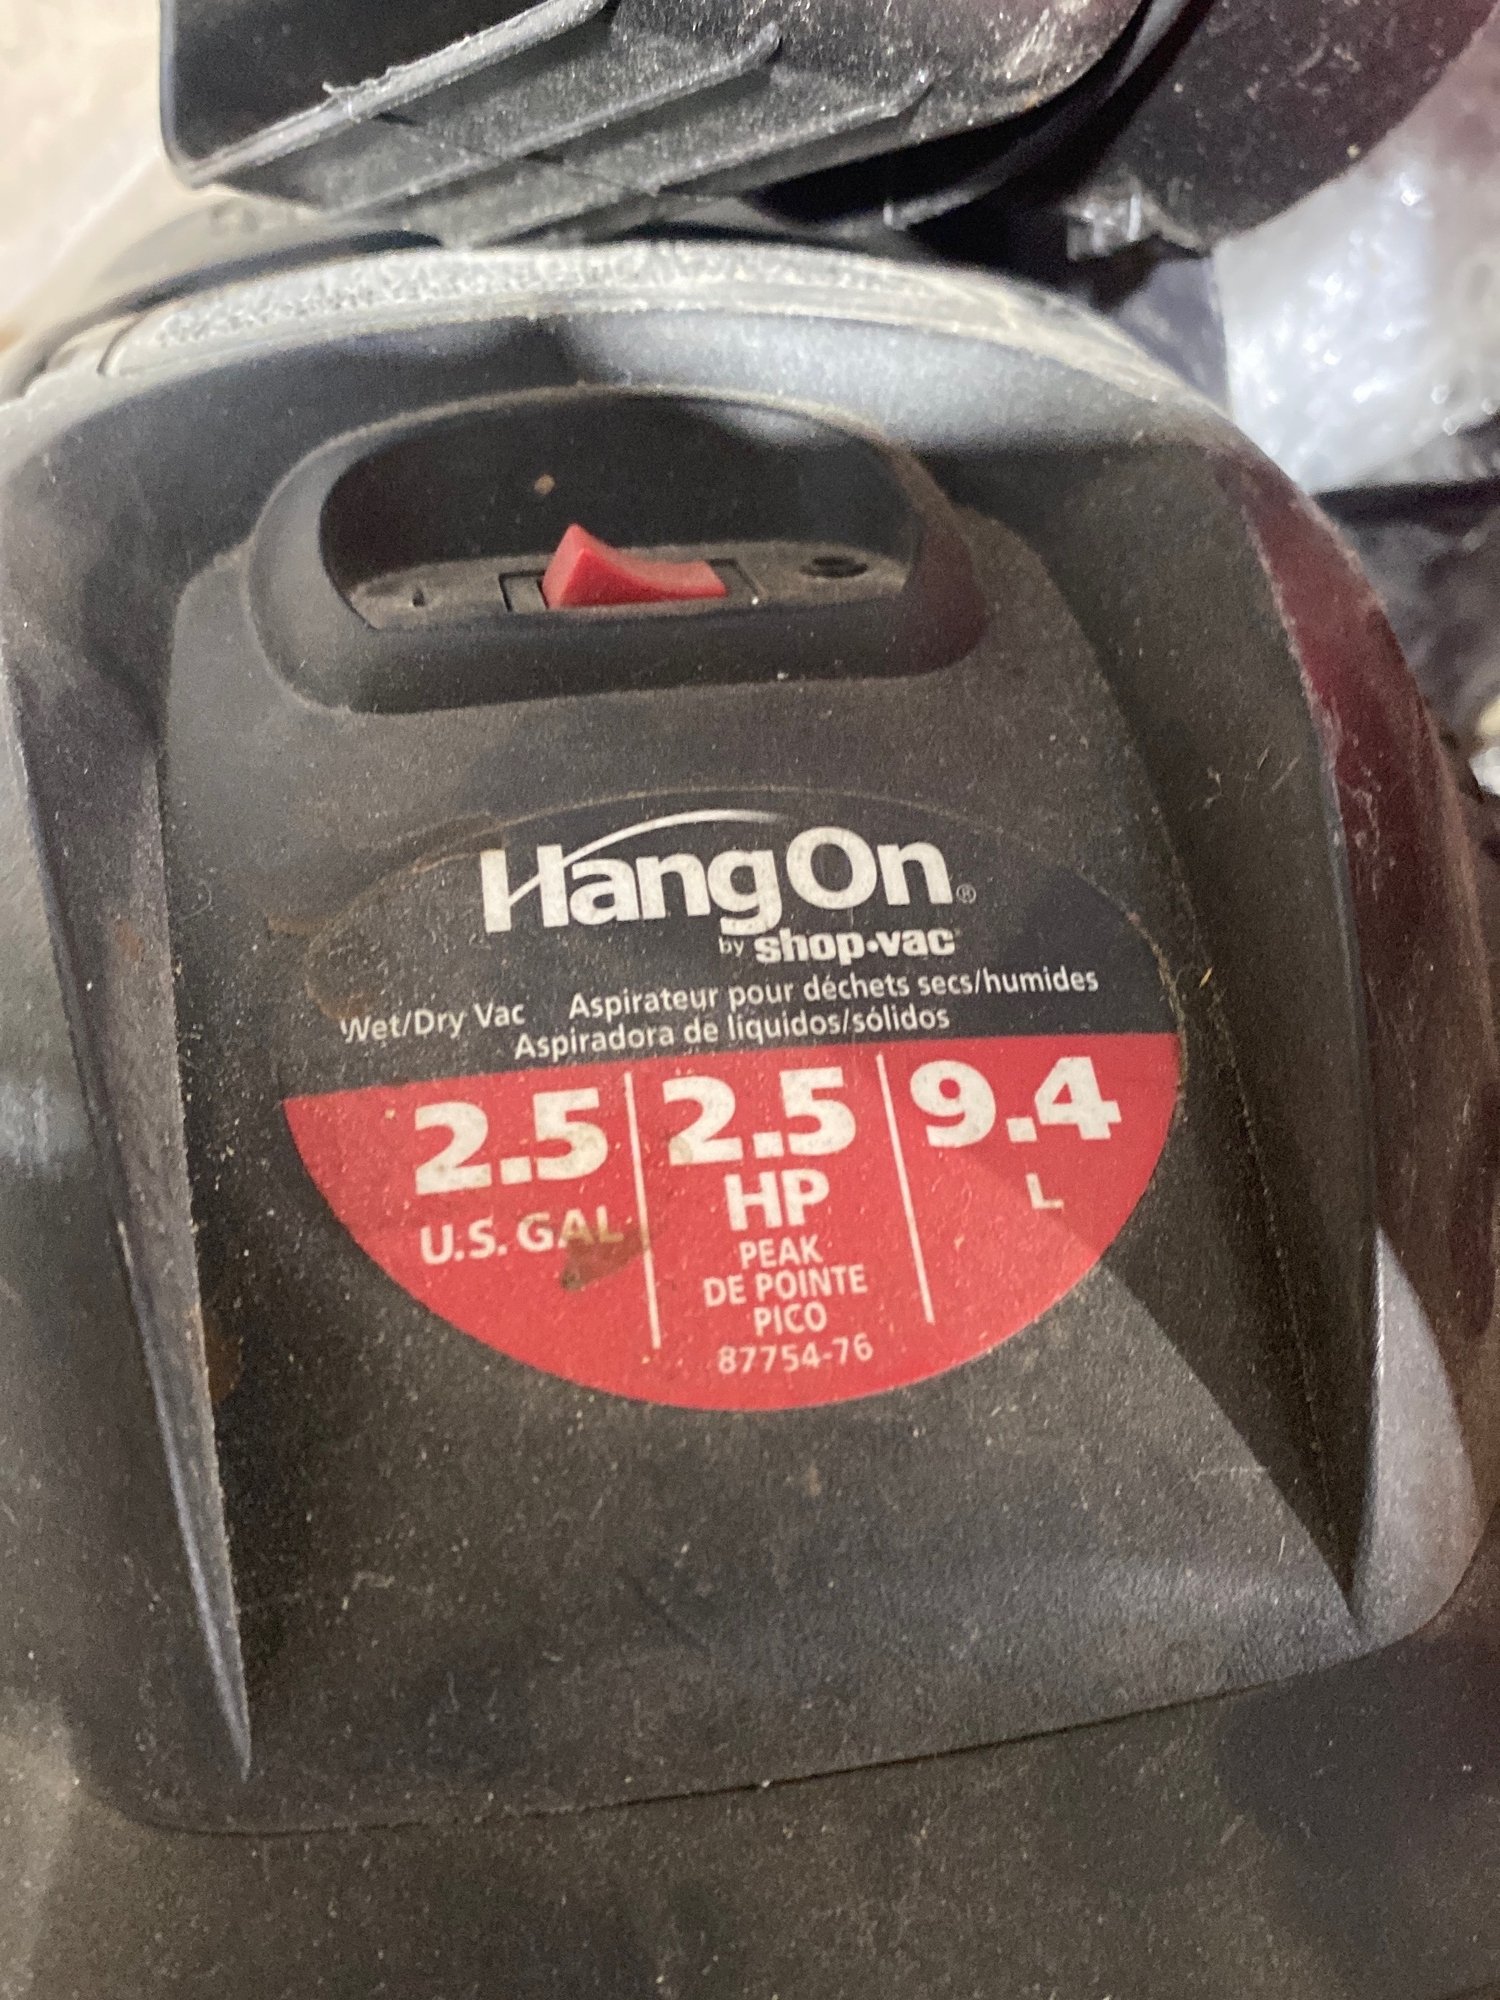 HangOn®
by shop•vac
Wet/Dry Vac Aspirateur pour déchets secs/humides
Aspiradora de líquidos/sólidos
2.5 2.5 9.4
U.S. GAL HP L
PEAK
DE POINTE
PICO
87754-76